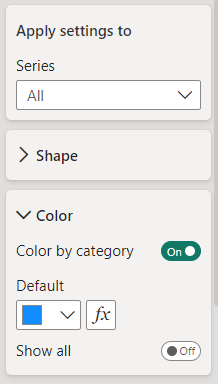 Apply settings to
Series
All
Shape
Color
Color by category On
Default
fx
Show all Off